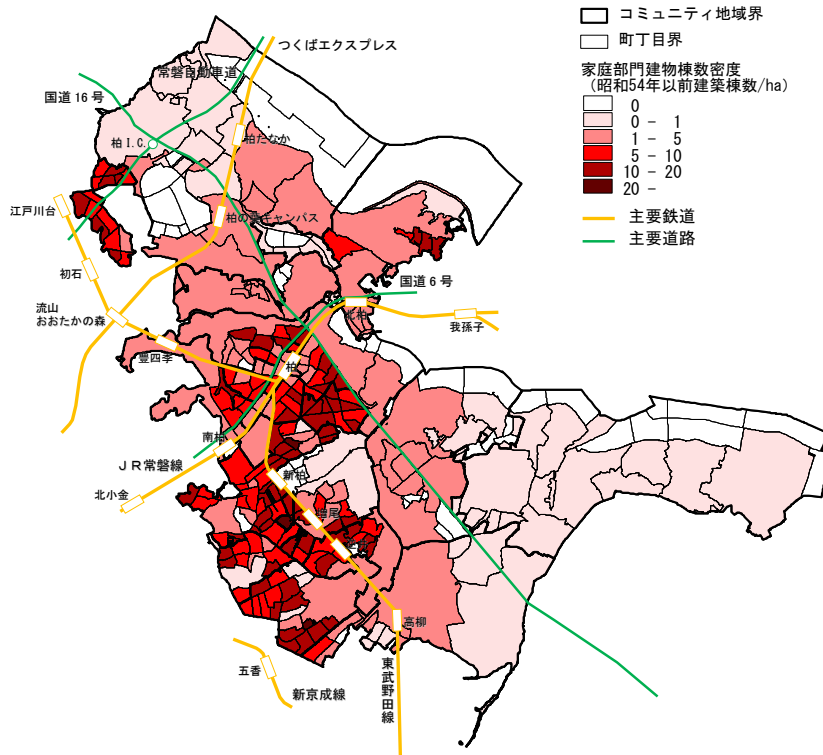 コミュニティ地域界
町丁目界
家庭部門建物棟数密度
(昭和54年以前建築棟数/ha)
0
0 - 1
1 - 5
5 - 10
10 - 20
20 -
主要鉄道
主要道路
つくばエクスプレス
常磐自動車道
国道16号
柏I.C.
柏たなか
江戸川台
柏の葉キャンパス
初石
国道6号
流山
おおたかの森
北柏
我孫子
豊四季
柏
南柏
JR常磐線
新柏
北小金
増尾
高柳
五香
新京成線
東武野田線